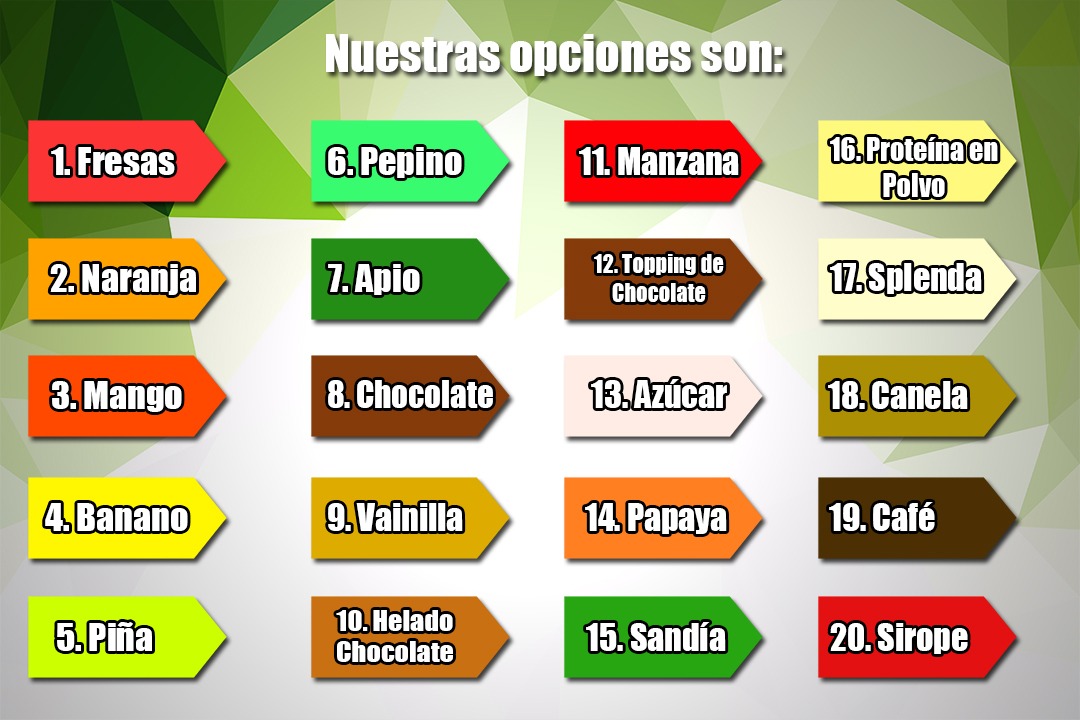 Nuestras opciones son:
1. Fresas
2. Naranja
3. Mango
4. Banano
5. Piña
6. Pepino
7. Apio
8. Chocolate
9. Vainilla
10. Helado
Chocolate
11. Manzana
12. Topping de
Chocolate
13. Azúcar
14. Papaya
15. Sandía
16. Proteína en
Polvo
17. Splenda
18. Canela
19. Café
20. Sirope